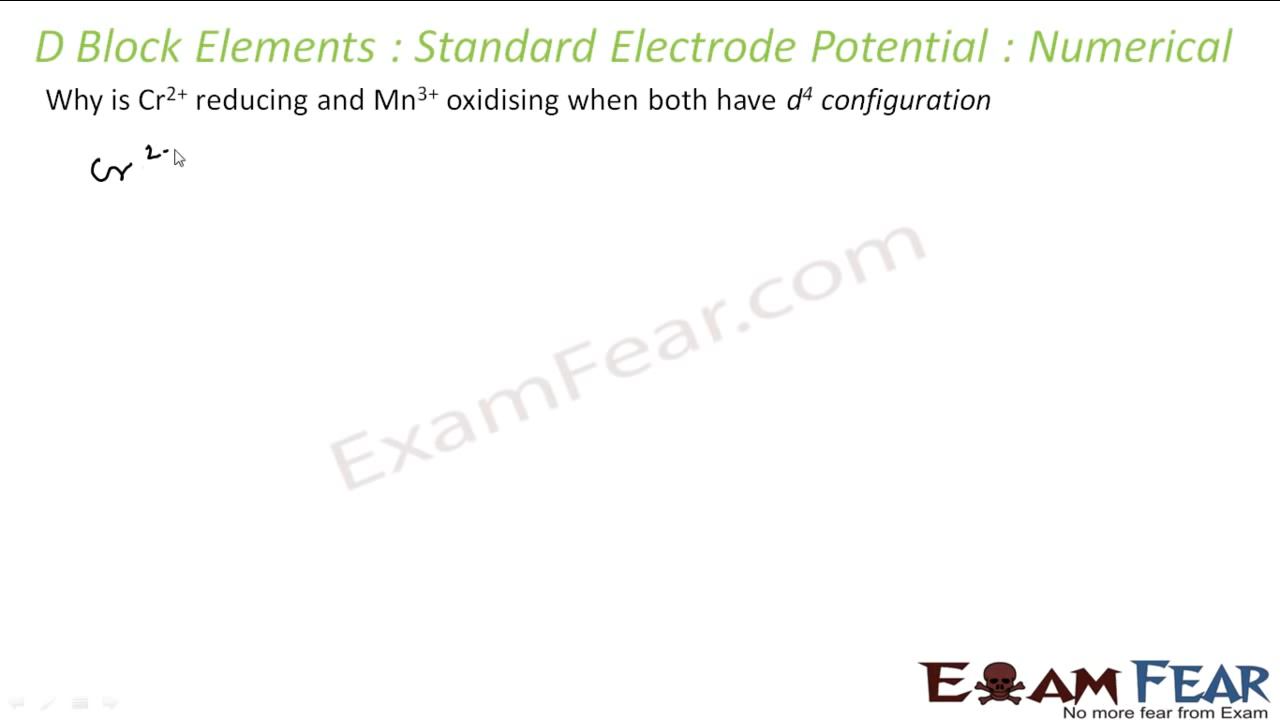 D Block Elements : Standard Electrode Potential : Numerical
Why is Cr²⁺ reducing and Mn³⁺ oxidising when both have d⁴ configuration
Cr ²⁻
ExamFear.com
EXAM FEAR
No more fear from Exam